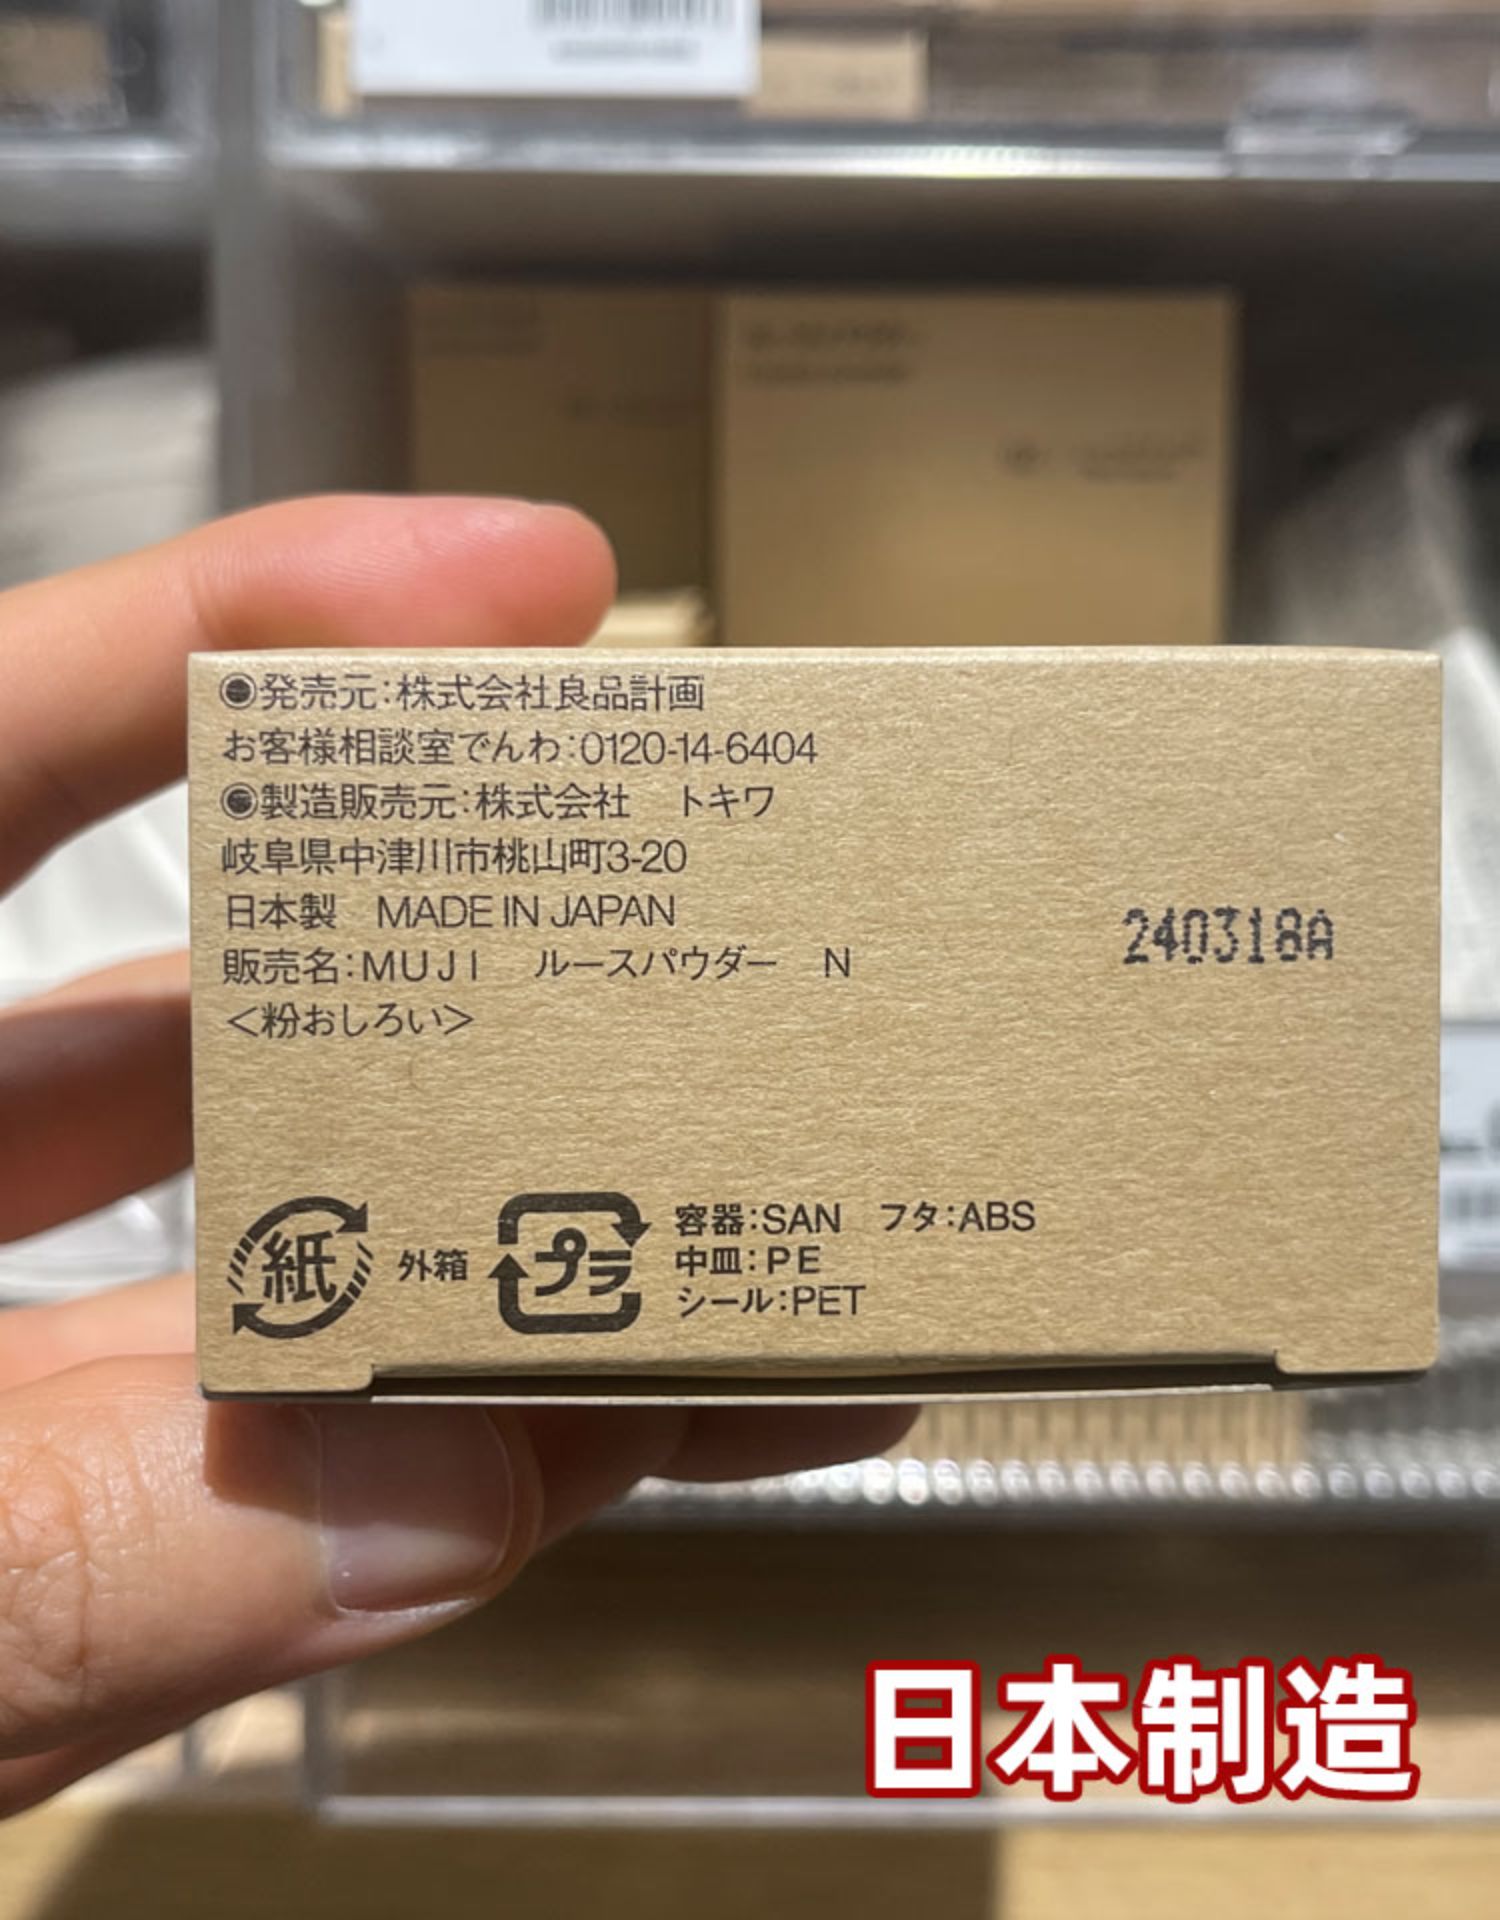 ◉発売元:株式会社良品計画
お客様相談室でんわ:0120-14-6404
◉製造販売元:株式会社　トキワ
岐阜県中津川市桃山町3-20
日本製　MADE IN JAPAN
販売名:MUJI　ルースパウダー　N
＜粉おしろい＞
240318A
紙 外箱 プラ 容器:SAN　フタ:ABS
中皿:PE
シール:PET
日本制造